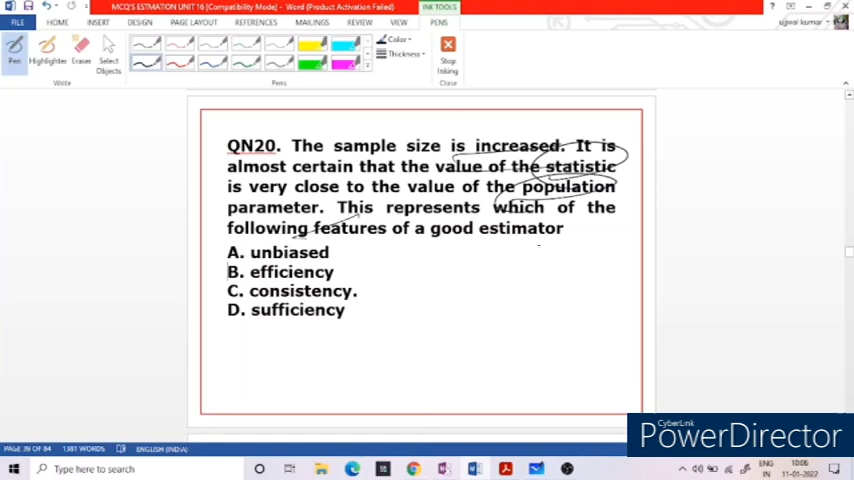 MCQ'S ESTIMATION UNIT 16 [Compatibility Mode] - Word (Product Activation Failed)
INK TOOLS
FILE HOME INSERT DESIGN PAGE LAYOUT REFERENCES MAILINGS REVIEW VIEW PENS
ujjwal kumar
Pen Highlighter Eraser Select Objects
Color
Thickness
Stop Inking
Write Pens Close
QN20. The sample size is increased. It is
almost certain that the value of the statistic
is very close to the value of the population
parameter. This represents which of the
following features of a good estimator
A. unbiased
B. efficiency
C. consistency.
D. sufficiency
CyberLink
PowerDirector
PAGE 39 OF 84 1381 WORDS ENGLISH (INDIA)
Type here to search
ENG
IN
10:06
11-01-2022